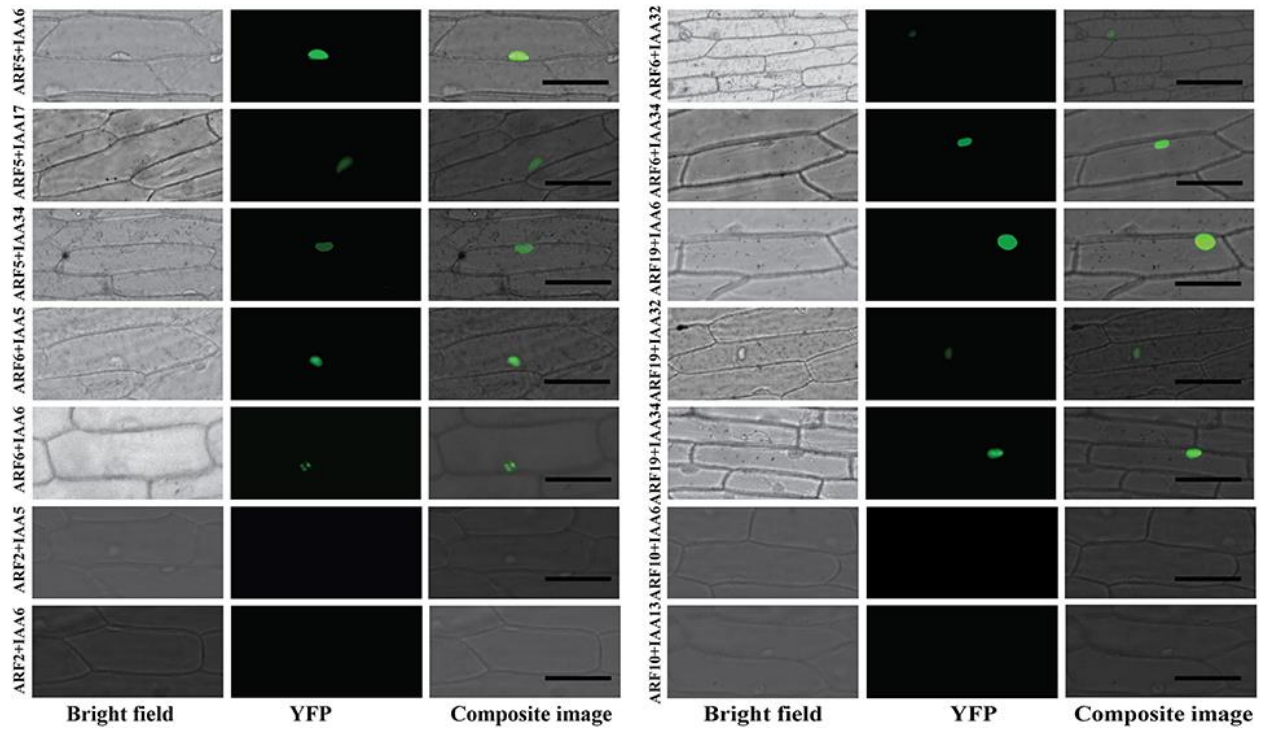 ARF5+IAA6
ARF5+IAA17
ARF5+IAA34
ARF6+IAA5
ARF6+IAA6
ARF2+IAA5
ARF2+IAA6
Bright field YFP Composite image
ARF6+IAA32
ARF6+IAA34
ARF19+IAA6
ARF19+IAA32
ARF19+IAA34
ARF10+IAA6
ARF10+IAA13
Bright field YFP Composite image